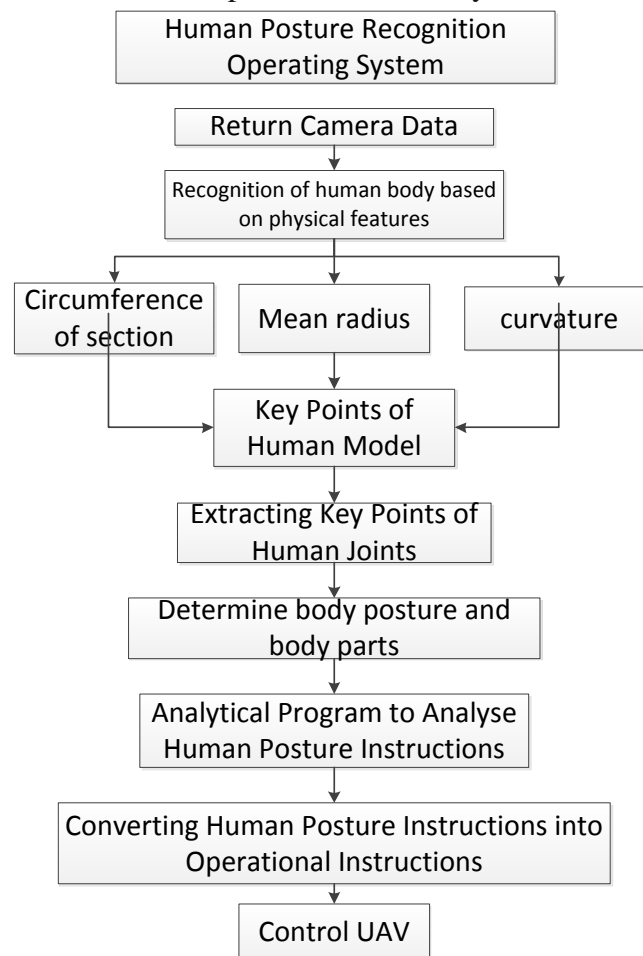 Human Posture Recognition
Operating System
Return Camera Data
Recognition of human body based
on physical features
Circumference
of section
Mean radius
curvature
Key Points of
Human Model
Extracting Key Points of
Human Joints
Determine body posture and
body parts
Analytical Program to Analyse
Human Posture Instructions
Converting Human Posture Instructions into
Operational Instructions
Control UAV